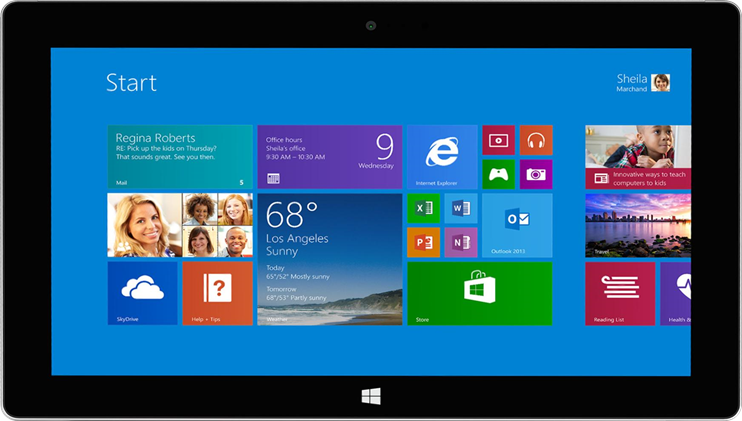 Start
Sheila
Marchand
Regina Roberts
RE: Pick up the kids on Thursday?
That sounds great. See you then.
Mail
5
Office hours
Sheila's office
9:30 AM – 10:30 AM
9
Wednesday
Internet Explorer
Innovative ways to teach
computers to kids
68°
Los Angeles
Sunny
Today
65°/52° Mostly sunny
Tomorrow
68°/53° Partly sunny
Weather
X
W
P
N
O
Outlook 2013
Travel
SkyDrive
?
Help + Tips
Store
Reading List
Health &